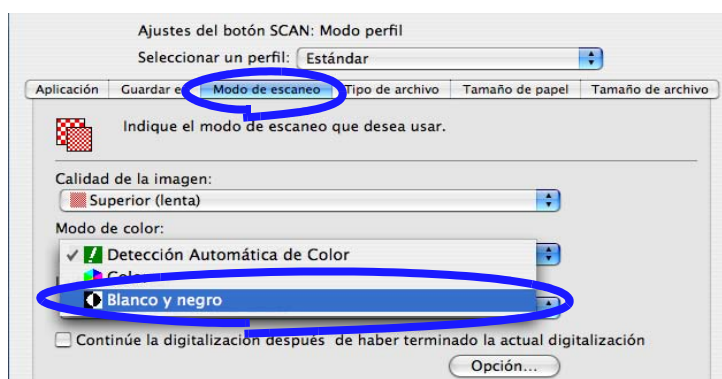 Ajustes del botón SCAN: Modo perfil
Seleccionar un perfil: Estándar
Aplicación Guardar e Modo de escaneo Tipo de archivo Tamaño de papel Tamaño de archivo
Indique el modo de escaneo que desea usar.
Calidad de la imagen:
Superior (lenta)
Modo de color:
Detección Automática de Color
Blanco y negro
Continúe la digitalización después de haber terminado la actual digitalización
Opción...